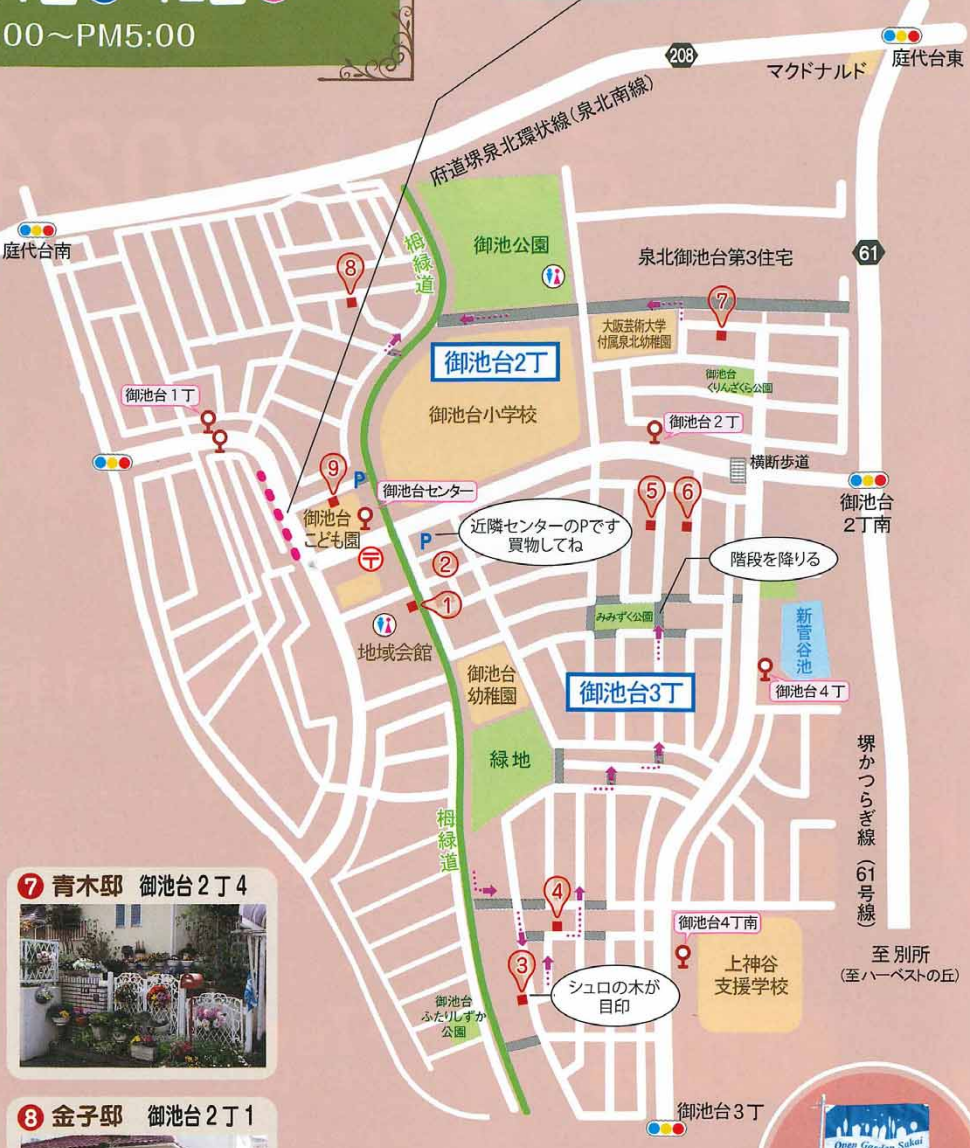 00～PM5:00
208
マクドナルド
庭代台東
府道堺泉北環状線(泉北南線)
庭代台南
栂緑道
御池公園
泉北御池台第3住宅
61
8
7
大阪芸術大学
付属泉北幼稚園
御池台2丁
御池台
くりんざくら公園
御池台1丁
御池台小学校
御池台2丁
横断歩道
9
P
御池台センター
5
6
御池台
2丁南
御池台
こども園
P
近隣センターのPです
買物してね
階段を降りる
〒
2
1
みみずく公園
新菅谷池
地域会館
御池台
幼稚園
御池台3丁
御池台4丁
緑地
堺かつらぎ線(61号線)
栂緑道
7 青木邸 御池台2丁4
4
御池台4丁南
3
上神谷
支援学校
至別所
(至ハーベストの丘)
シュロの木が
目印
御池台
ふたりしずか
公園
8 金子邸 御池台2丁1
御池台3丁
Open Garden Sakai